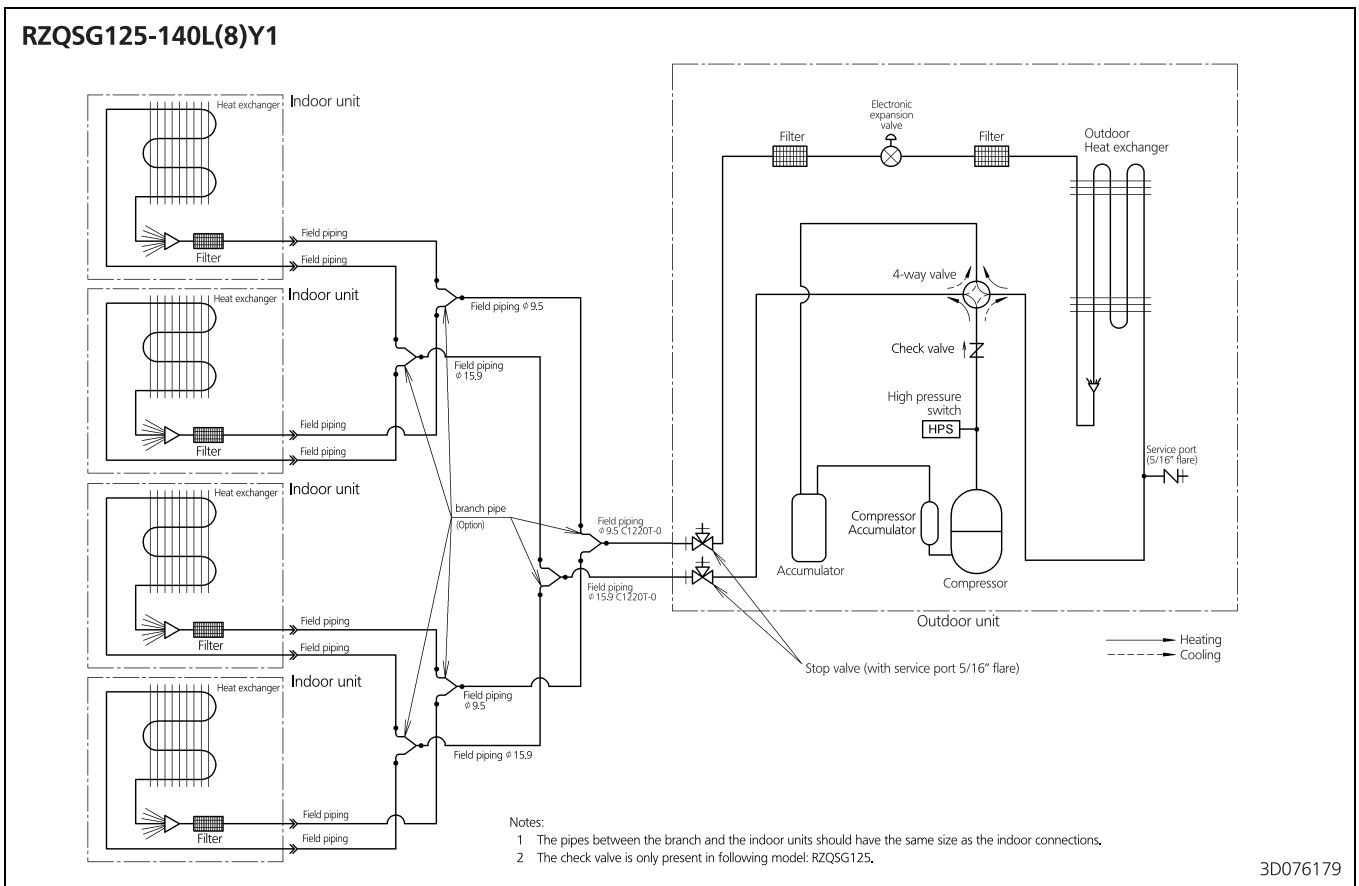 RZQSG125-140L(8)Y1
Heat exchanger
Indoor unit
Filter
Field piping
Field piping
Heat exchanger
Indoor unit
Filter
Field piping
Field piping
Heat exchanger
Indoor unit
Filter
Field piping
Field piping
Heat exchanger
Indoor unit
Filter
Field piping
Field piping
Field piping ϕ 9.5
Field piping
ϕ 15.9
branch pipe
(Option)
Field piping
ϕ 9.5 C1220T-0
Field piping
ϕ 15.9 C1220T-0
Field piping
ϕ 9.5
Field piping ϕ 15.9
Filter
Electronic
expansion
valve
Filter
Outdoor
Heat exchanger
4-way valve
Check valve
High pressure
switch
HPS
Service port
(5/16" flare)
Compressor
Accumulator
Accumulator
Compressor
Outdoor unit
Heating
Cooling
Stop valve (with service port 5/16" flare)
Notes:
1 The pipes between the branch and the indoor units should have the same size as the indoor connections.
2 The check valve is only present in following model: RZQSG125.
3D076179